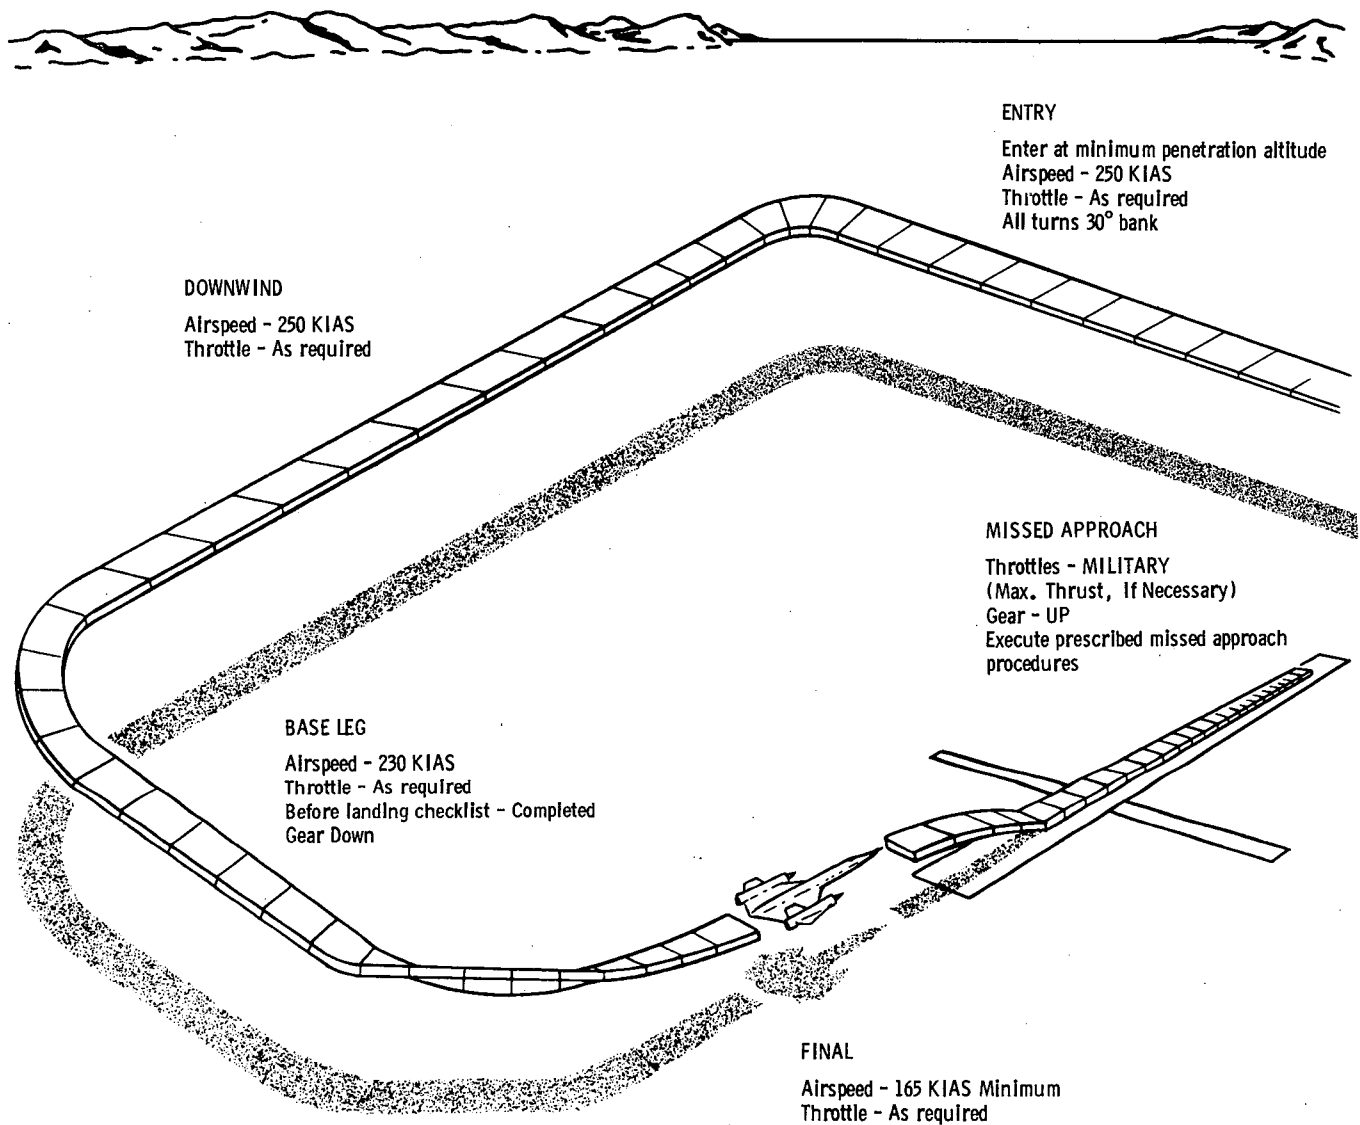 ENTRY
Enter at minimum penetration altitude
Airspeed - 250 KIAS
Throttle - As required
All turns 30° bank
DOWNWIND
Airspeed - 250 KIAS
Throttle - As required
MISSED APPROACH
Throttles - MILITARY
(Max. Thrust, If Necessary)
Gear - UP
Execute prescribed missed approach
procedures
BASE LEG
Airspeed - 230 KIAS
Throttle - As required
Before landing checklist - Completed
Gear Down
FINAL
Airspeed - 165 KIAS Minimum
Throttle - As required